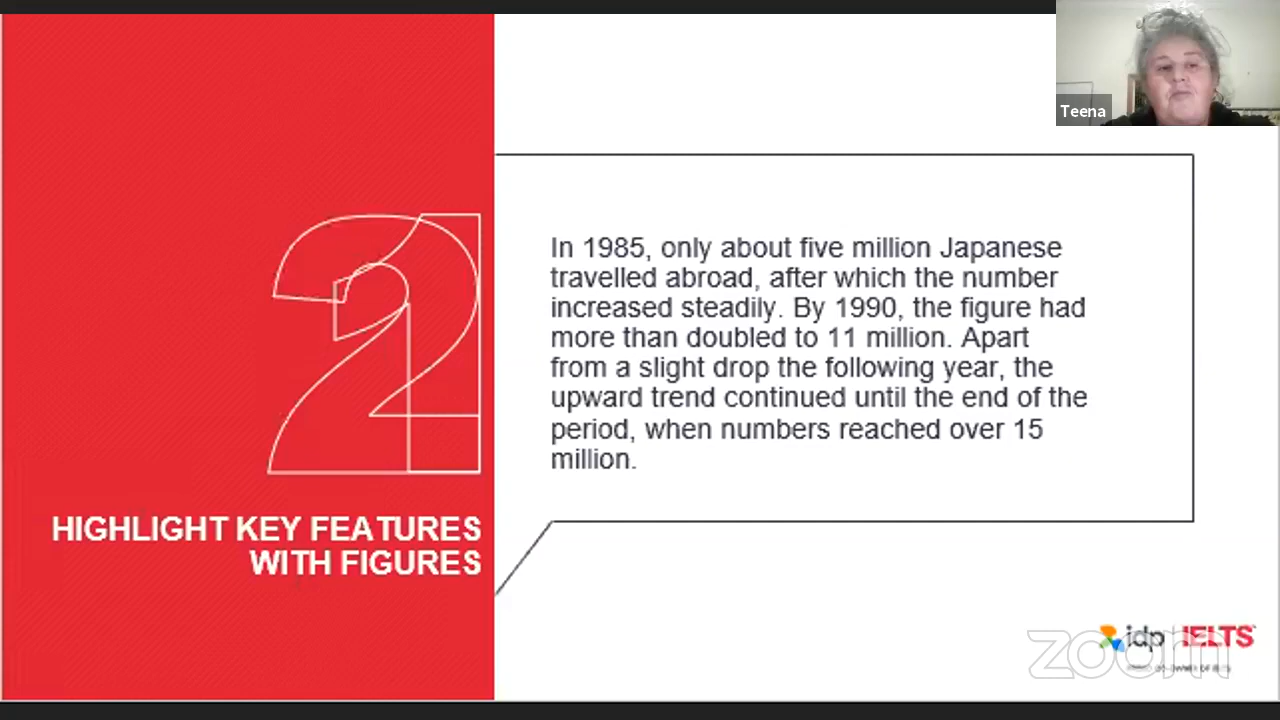 Teena
In 1985, only about five million Japanese
travelled abroad, after which the number
increased steadily. By 1990, the figure had
more than doubled to 11 million. Apart
from a slight drop the following year, the
upward trend continued until the end of the
period, when numbers reached over 15
million.
21
HIGHLIGHT KEY FEATURES
WITH FIGURES
idp IELTS
zoom